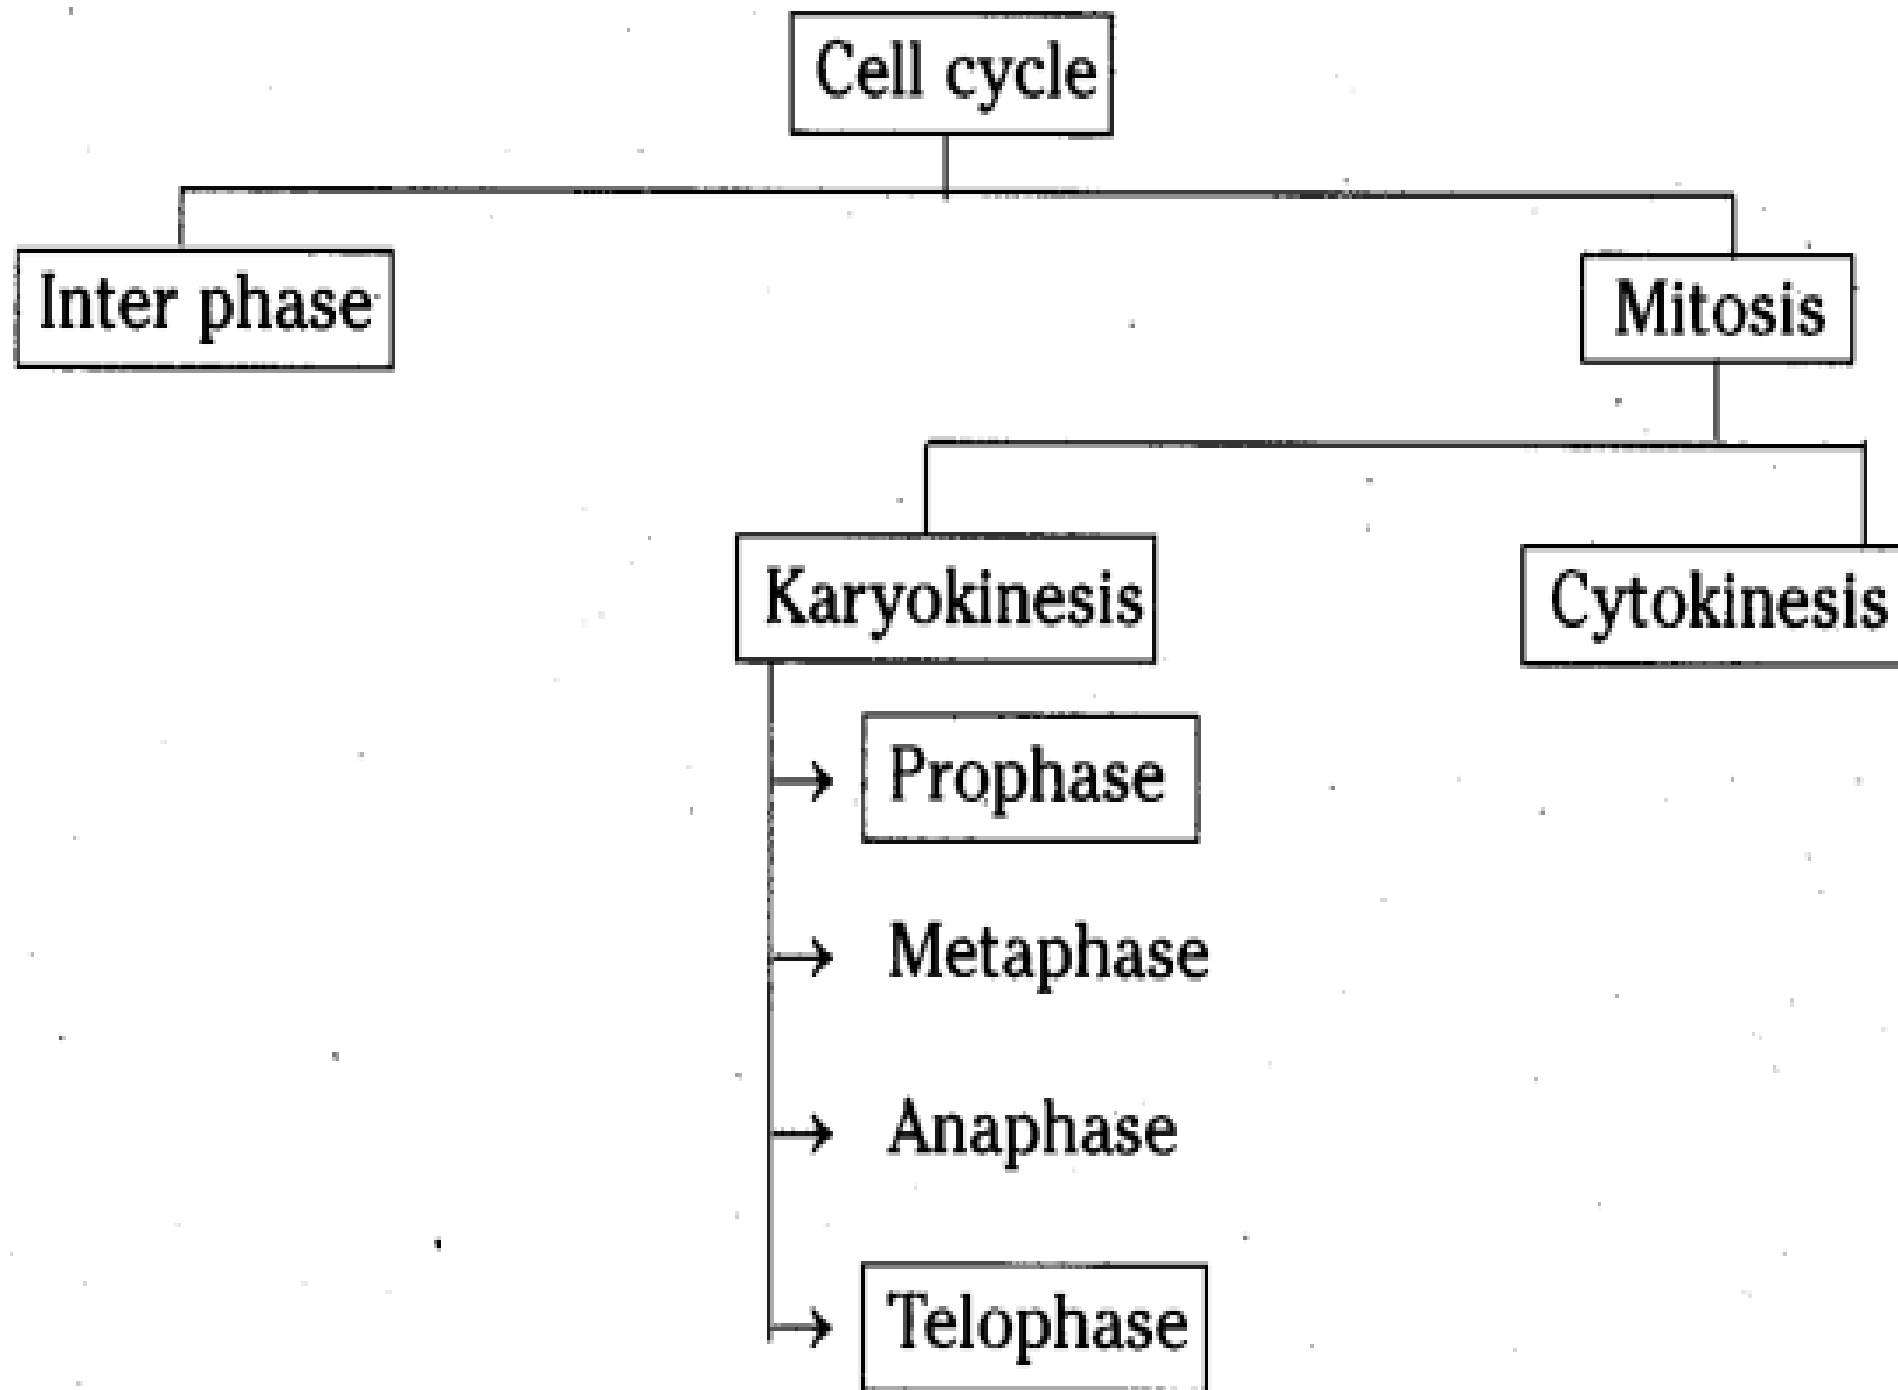 Cell cycle
Inter phase
Mitosis
Karyokinesis
Cytokinesis
Prophase
Metaphase
Anaphase
Telophase